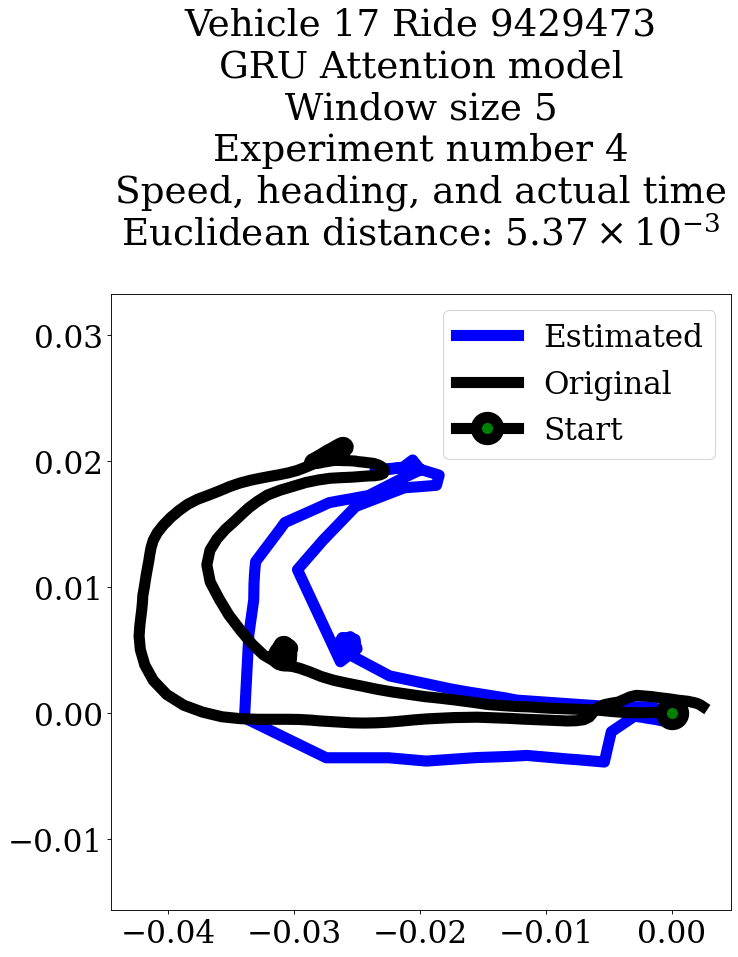 Vehicle 17 Ride 9429473
GRU Attention model
Window size 5
Experiment number 4
Speed, heading, and actual time
Euclidean distance: 5.37 × 10⁻³
Estimated
Original
Start
0.03
0.02
0.01
0.00
−0.01
−0.04 −0.03 −0.02 −0.01 0.00